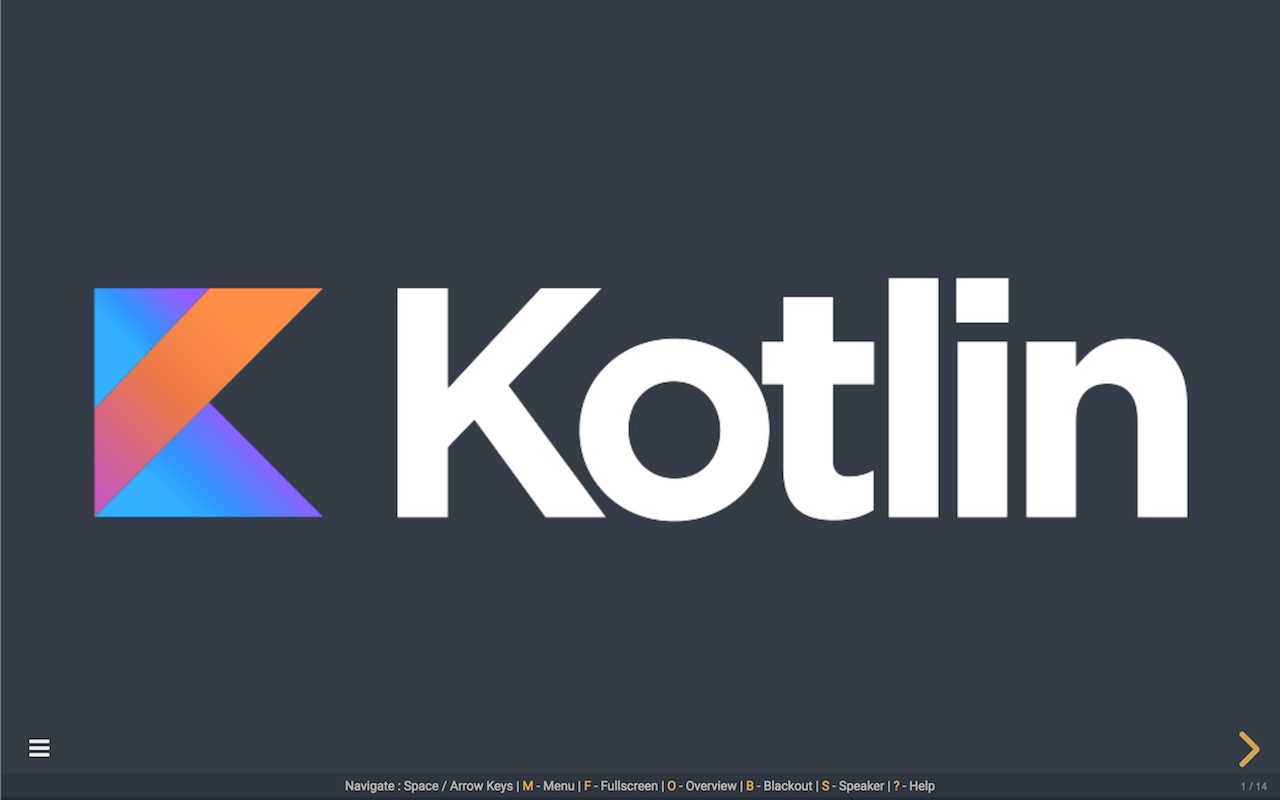 Kotlin
Navigate : Space / Arrow Keys | M - Menu | F - Fullscreen | O - Overview | B - Blackout | S - Speaker | ? - Help
1 / 14